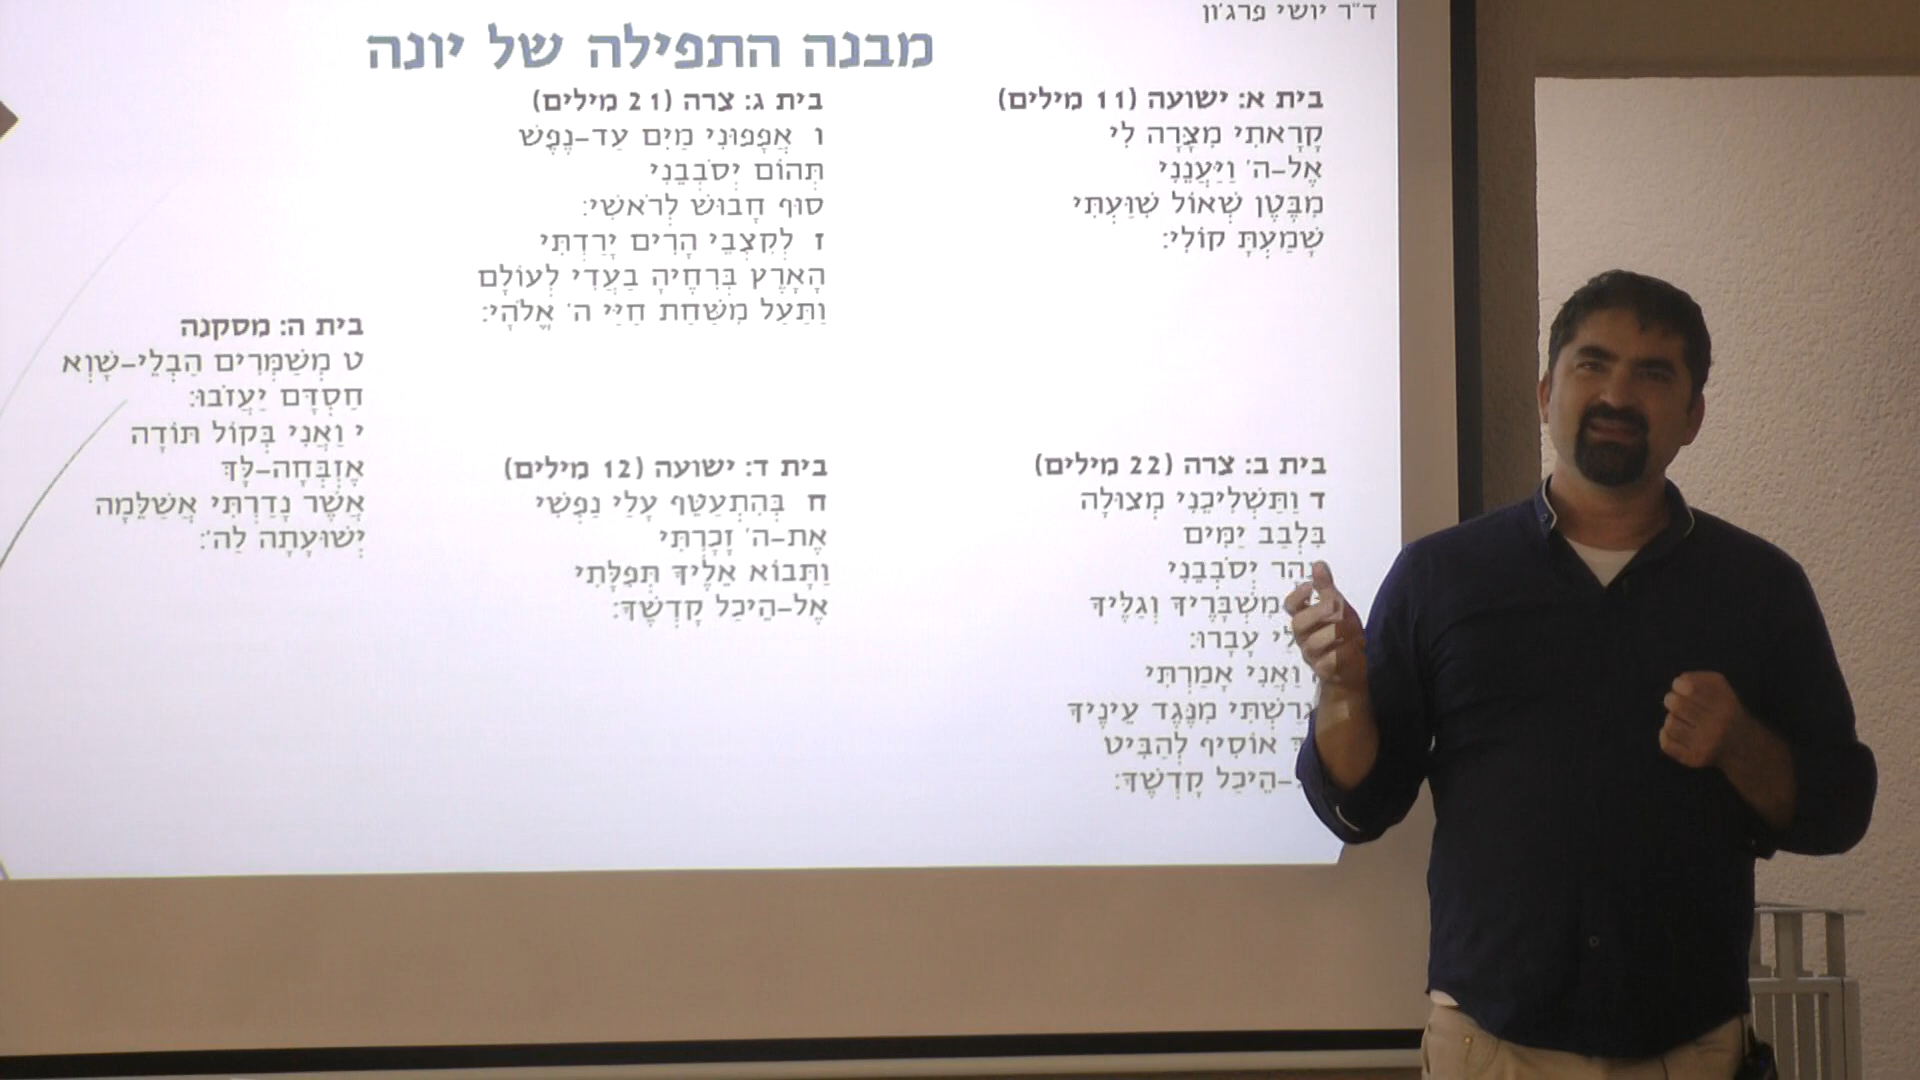 ד"ר יושי פרג'ון
מבנה התפילה של יונה
בית א: ישועה (11 מילים)
קָרָאתִי מִצָּרָה לִי
אֶל–ה' וַיַּעֲנֵנִי
מִבֶּטֶן שְׁאוֹל שִׁוַּעְתִּי
שָׁמַעְתָּ קוֹלִי:
בית ב: צרה (22 מילים)
ד וַתַּשְׁלִיכֵנִי מְצוּלָה
בִּלְבַב יַמִּים
יְסֹבְבֵנִי
מִשְׁבָּרֶיךָ וְגַלֶּיךָ
עָבָרוּ:
וַאֲנִי אָמַרְתִּי
מִנֶּגֶד עֵינֶיךָ
אוֹסִיף לְהַבִּיט
הֵיכַל קָדְשֶׁךָ:
בית ג: צרה (21 מילים)
ו אֲפָפוּנִי מַיִם עַד–נֶפֶשׁ
תְּהוֹם יְסֹבְבֵנִי
סוּף חָבוּשׁ לְרֹאשִׁי:
ז לְקִצְבֵי הָרִים יָרַדְתִּי
הָאָרֶץ בְּרִחֶיהָ בַעֲדִי לְעוֹלָם
וַתַּעַל מִשַּׁחַת חַיַּי ה' אֱלֹהָי:
בית ד: ישועה (12 מילים)
ח בְּהִתְעַטֵּף עָלַי נַפְשִׁי
אֶת–ה' זָכָרְתִּי
וַתָּבוֹא אֵלֶיךָ תְּפִלָּתִי
אֶל–הֵיכַל קָדְשֶׁךָ:
בית ה: מסקנה
ט מְשַׁמְּרִים הַבְלֵי–שָׁוְא
חַסְדָּם יַעֲזֹבוּ:
י וַאֲנִי בְּקוֹל תּוֹדָה
אֶזְבְּחָה–לָּךְ
אֲשֶׁר נָדַרְתִּי אֲשַׁלֵּמָה
יְשׁוּעָתָה לַה':